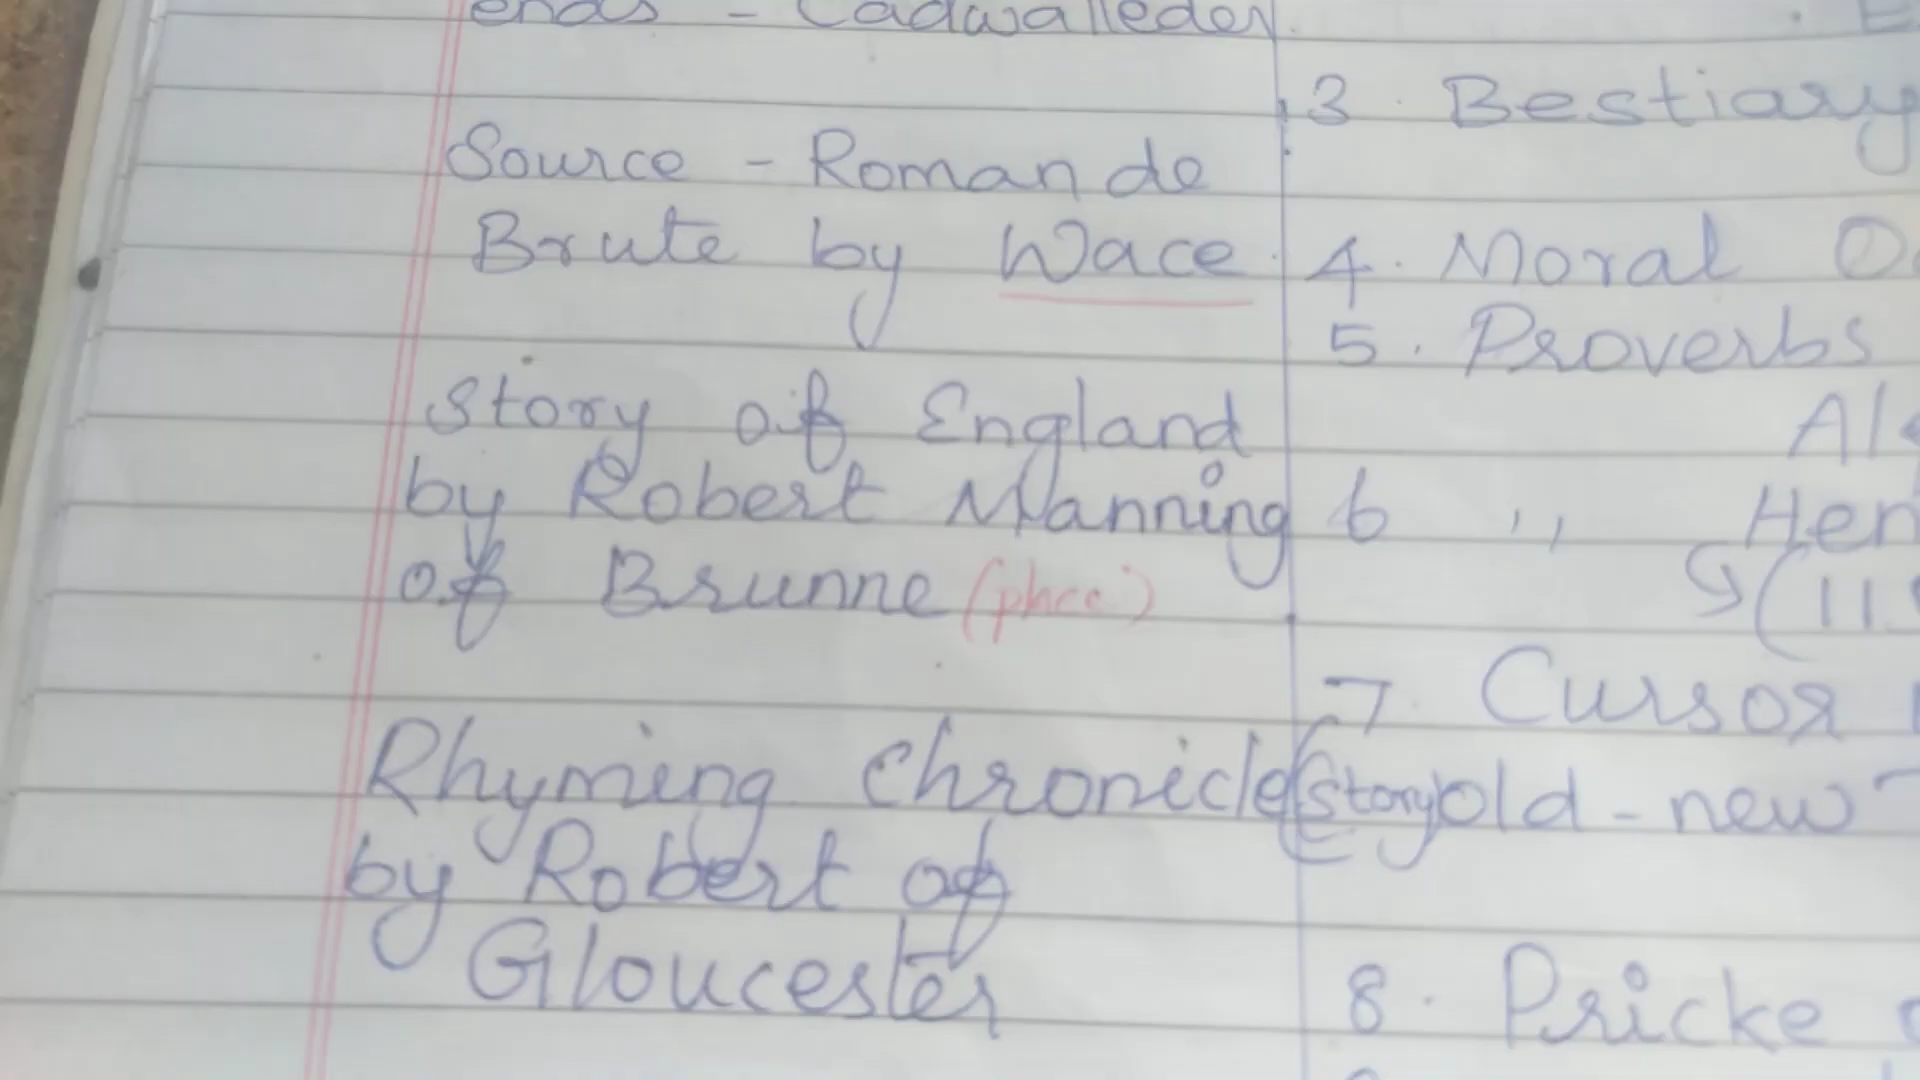 ends - Cadwalleder.
Source - Roman de
Brute by Wace.
Story of England
by Robert Manning
of Brunne (place)
Rhyming Chronicle
by Robert of
Gloucester
3. Bestiary
4. Moral
5. Proverbs
6 ,,
7. Cursor
(Story) old - new
8. Pricke